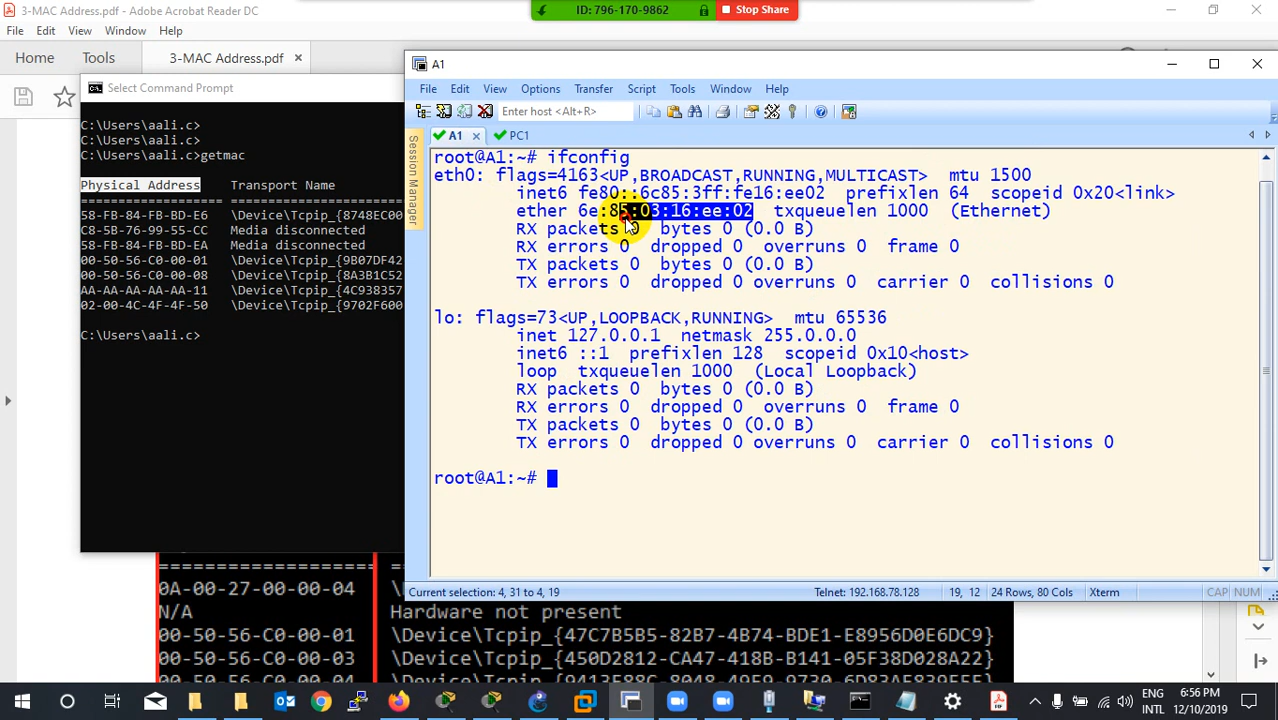 3-MAC Address.pdf - Adobe Acrobat Reader DC
ID: 796-170-9862
Stop Share
File Edit View Window Help
Home Tools 3-MAC Address.pdf
Select Command Prompt
C:\Users\aali.c>
C:\Users\aali.c>
C:\Users\aali.c>getmac
Physical Address Transport Name
=================== ==================
58-FB-84-FB-BD-E6 \Device\Tcpip_{8748EC00
C8-5B-76-99-55-CC Media disconnected
58-FB-84-FB-BD-EA Media disconnected
00-50-56-C0-00-01 \Device\Tcpip_{9B07DF42
00-50-56-C0-00-08 \Device\Tcpip_{8A3B1C52
AA-AA-AA-AA-AA-11 \Device\Tcpip_{4C938357
02-00-4C-4F-4F-50 \Device\Tcpip_{9702F600
C:\Users\aali.c>
A1
File Edit View Options Transfer Script Tools Window Help
Enter host <Alt+R>
Session Manager
A1 PC1
root@A1:~# ifconfig
eth0: flags=4163<UP,BROADCAST,RUNNING,MULTICAST> mtu 1500
inet6 fe80::6c85:3ff:fe16:ee02 prefixlen 64 scopeid 0x20<link>
ether 6e:85:03:16:ee:02 txqueuelen 1000 (Ethernet)
RX packets 0 bytes 0 (0.0 B)
RX errors 0 dropped 0 overruns 0 frame 0
TX packets 0 bytes 0 (0.0 B)
TX errors 0 dropped 0 overruns 0 carrier 0 collisions 0
lo: flags=73<UP,LOOPBACK,RUNNING> mtu 65536
inet 127.0.0.1 netmask 255.0.0.0
inet6 ::1 prefixlen 128 scopeid 0x10<host>
loop txqueuelen 1000 (Local Loopback)
RX packets 0 bytes 0 (0.0 B)
RX errors 0 dropped 0 overruns 0 frame 0
TX packets 0 bytes 0 (0.0 B)
TX errors 0 dropped 0 overruns 0 carrier 0 collisions 0
root@A1:~#
Current selection: 4, 31 to 4, 19 Telnet: 192.168.78.128 19, 12 24 Rows, 80 Cols Xterm CAP NUM
0A-00-27-00-00-04
N/A Hardware not present
00-50-56-C0-00-01 \Device\Tcpip_{47C7B5B5-82B7-4B74-BDE1-E8956D0E6DC9}
00-50-56-C0-00-03 \Device\Tcpip_{450D2812-CA47-418B-B141-05F38D028A22}
ENG 6:56 PM
INTL 12/10/2019